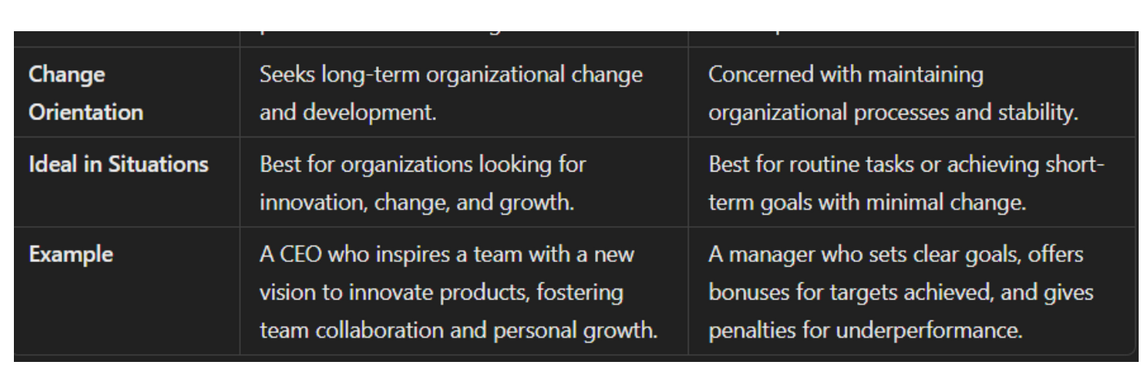 Change
Orientation
Seeks long-term organizational change
and development.
Concerned with maintaining
organizational processes and stability.
Ideal in Situations
Best for organizations looking for
innovation, change, and growth.
Best for routine tasks or achieving short-
term goals with minimal change.
Example
A CEO who inspires a team with a new
vision to innovate products, fostering
team collaboration and personal growth.
A manager who sets clear goals, offers
bonuses for targets achieved, and gives
penalties for underperformance.